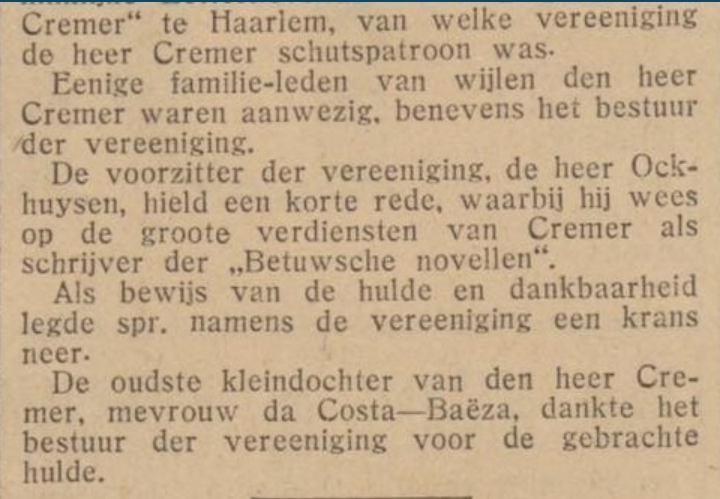 Cremer“ te Haarlem, van welke vereeniging
de heer Cremer schutspatroon was.
Eenige familie-leden van wijlen den heer
Cremer waren aanwezig, benevens het bestuur
der vereeniging.
De voorzitter der vereeniging, de heer Ock-
huysen, hield een korte rede, waarbij hij wees
op de groote verdiensten van Cremer als
schrijver der „Betuwsche novellen“.
Als bewijs van de hulde en dankbaarheid
legde spr. namens de vereeniging een krans
neer.
De oudste kleindochter van den heer Cre-
mer, mevrouw da Costa—Baëza, dankte het
bestuur der vereeniging voor de gebrachte
hulde.